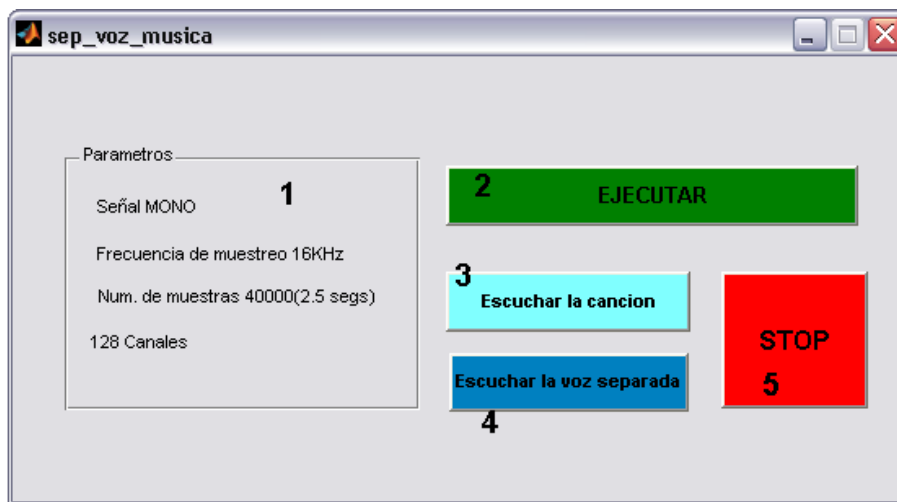 sep_voz_musica
Parametros
1
Señal MONO
Frecuencia de muestreo 16KHz
Num. de muestras 40000(2.5 segs)
128 Canales
2
EJECUTAR
3
Escuchar la cancion
Escuchar la voz separada
4
STOP
5